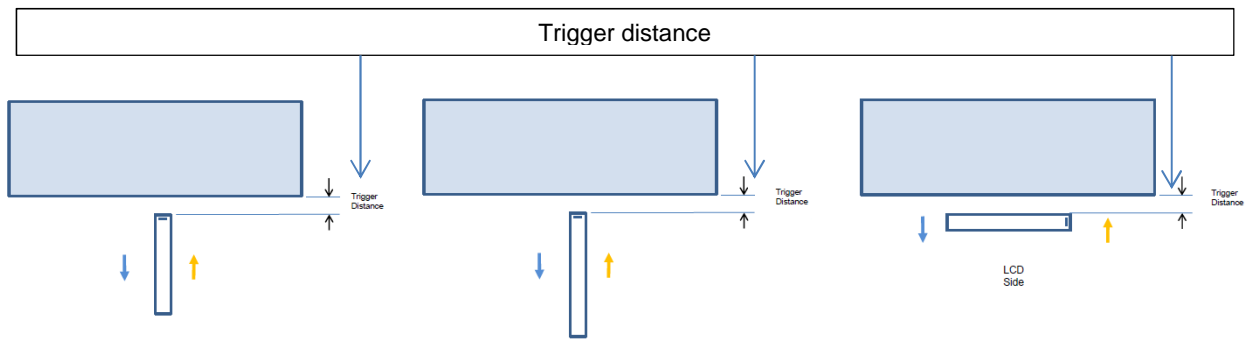 Trigger distance
Trigger
Distance
Trigger
Distance
Trigger
Distance
LCD
Side